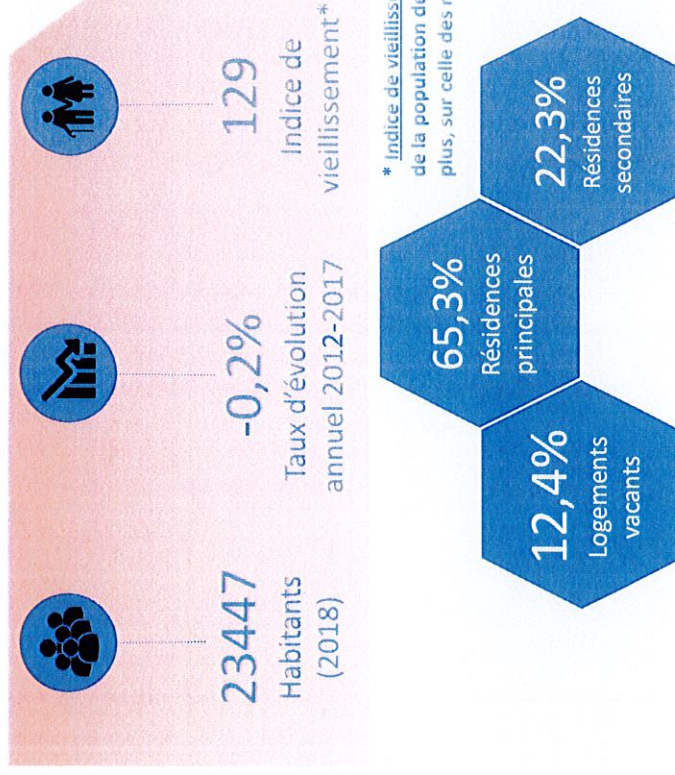 23447
Habitants
(2018)
-0,2%
Taux d'évolution
annuel 2012-2017
129
Indice de
vieillissement*
* Indice de
de la population
plus, sur celle des
12,4%
Logements
vacants
65,3%
Résidences
principales
22,3%
Résidences
secondaires